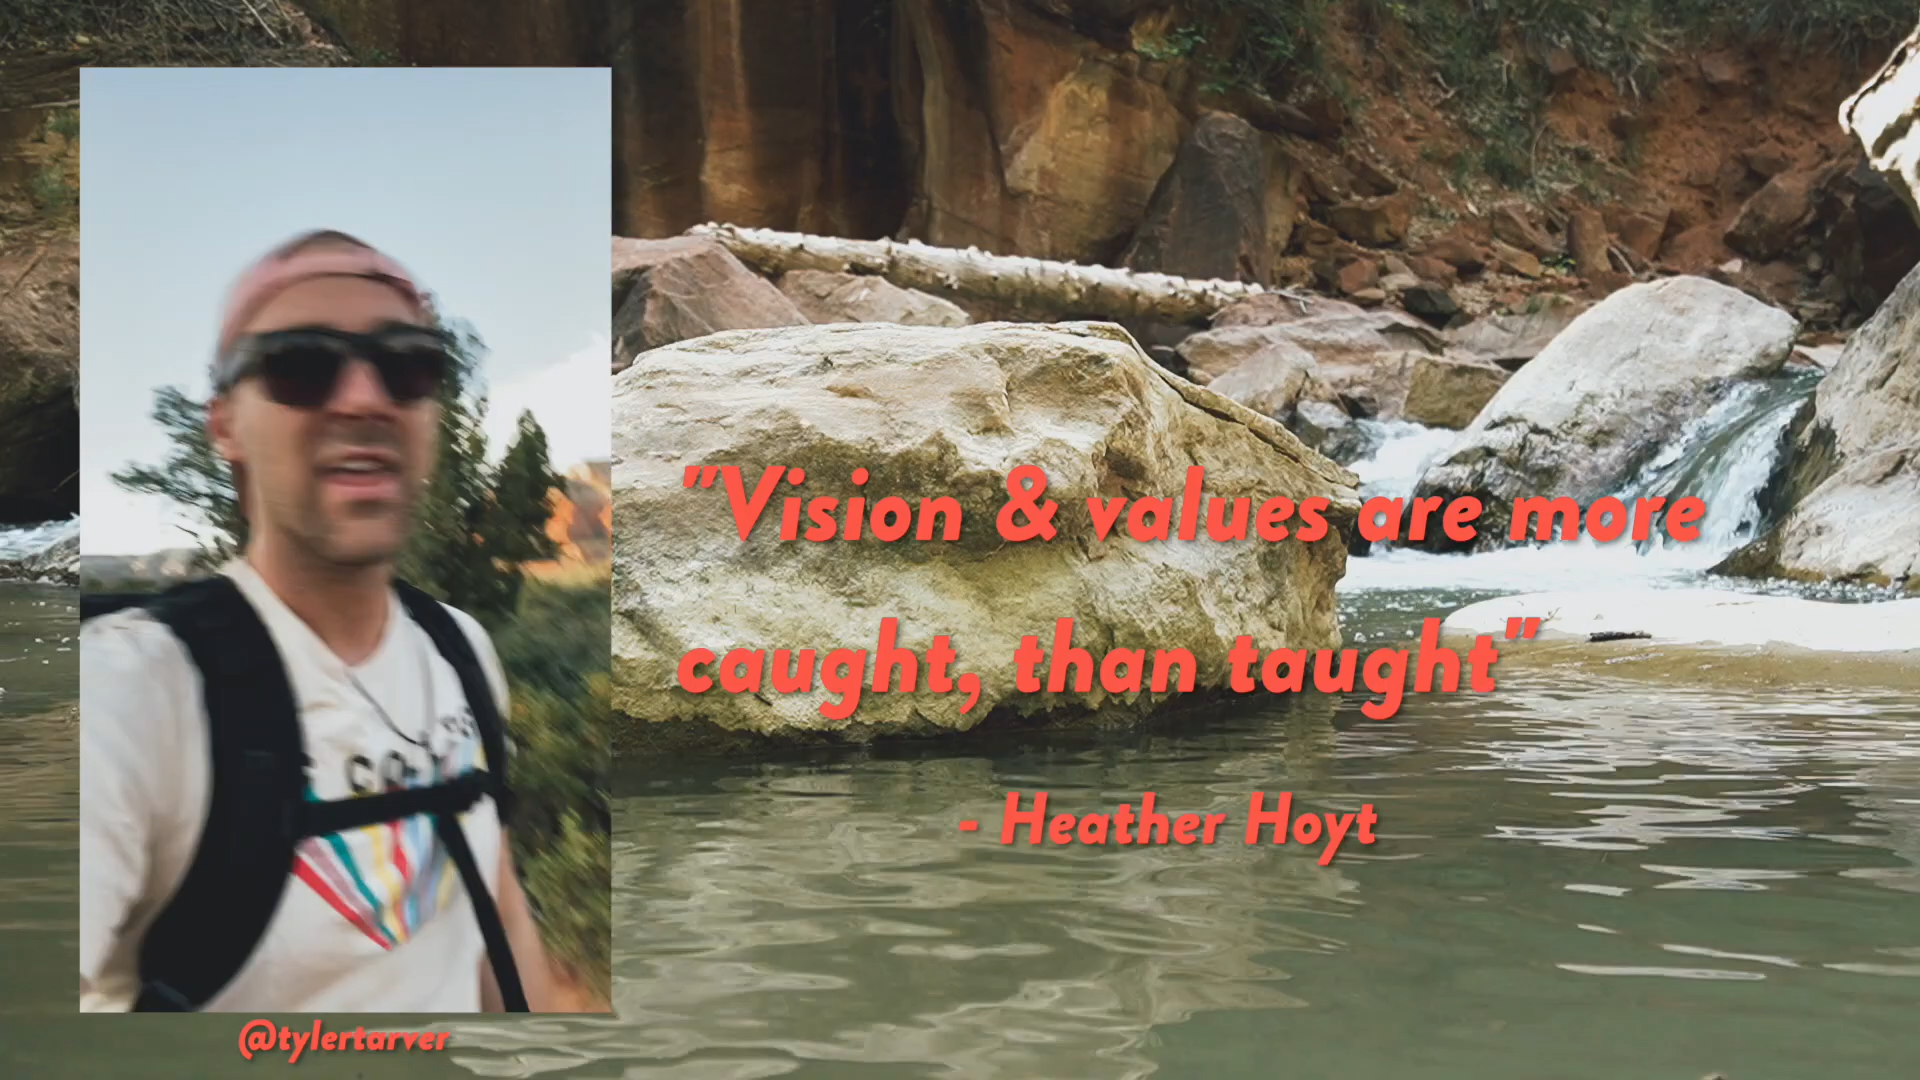 "Vision & values are more
caught, than taught"
- Heather Hoyt
@tylertarver